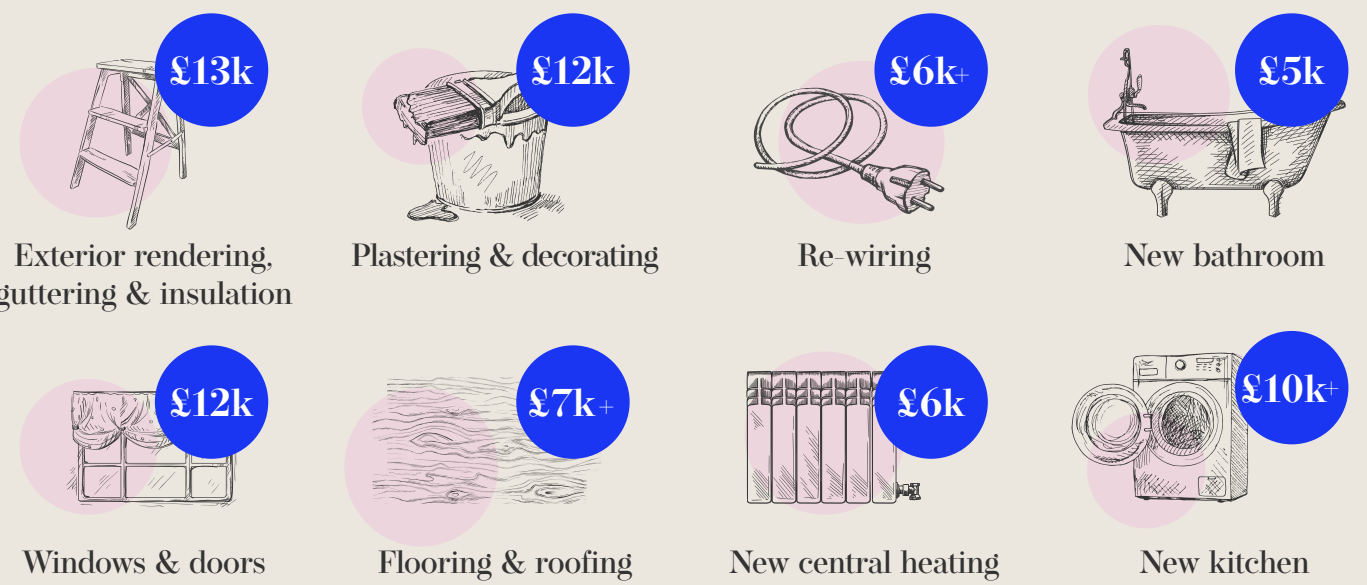 £13k
£12k
£6k+
£5k
Exterior rendering,
guttering & insulation
Plastering & decorating
Re-wiring
New bathroom
£12k
£7k+
£6k
£10k+
Windows & doors
Flooring & roofing
New central heating
New kitchen